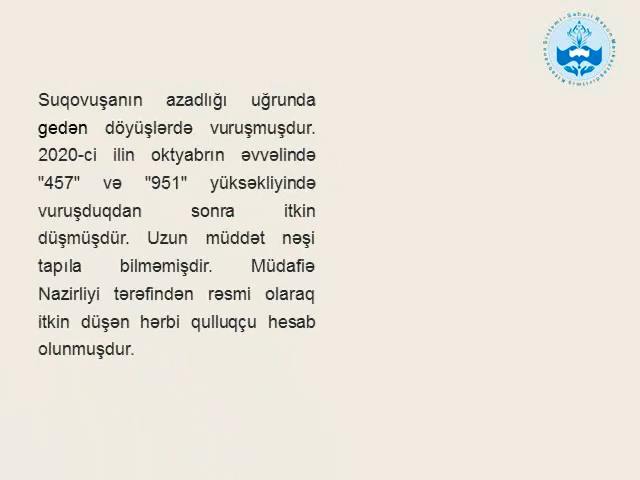 Suqovuşanın azadlığı uğrunda
gedən döyüşlərdə vuruşmuşdur.
2020-ci ilin oktyabrın əvvəlində
"457" və "951" yüksəkliyində
vuruşduqdan sonra itkin
düşmüşdür. Uzun müddət nəşi
tapıla bilməmişdir. Müdafiə
Nazirliyi tərəfindən rəsmi olaraq
itkin düşən hərbi qulluqçu hesab
olunmuşdur.